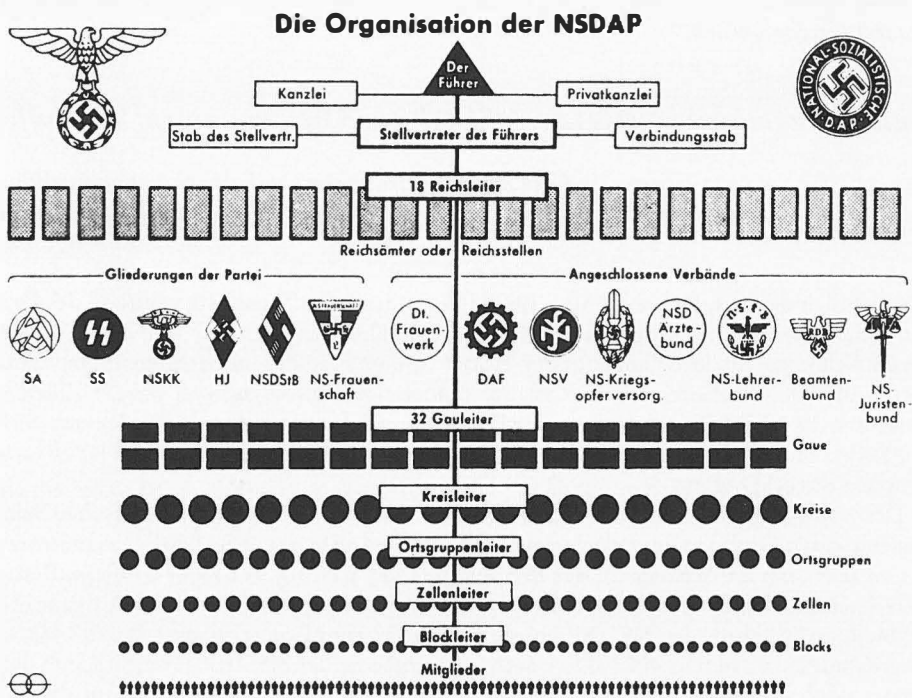 Die Organisation der NSDAP
Der
Führer
Kanzlei
Privatkanzlei
Stab des Stellvertr.
Stellvertreter des Führers
Verbindungsstab
NATIONAL-SOZIALISTISCHE
D.A.P.
18 Reichsleiter
Reichsämter oder Reichsstellen
Gliederungen der Partei
Angeschlossene Verbände
SA
SS
NSKK
HJ
NSDStB
NS-Frauen-
schaft
Dt.
Frauen-
werk
DAF
NSV
NS-Kriegs-
opferversorg.
NSD
Ärzte-
bund
N.S.L.B.
NS-Lehrer-
bund
R.D.B.
Beamten-
bund
NS-
Juristen-
bund
32 Gauleiter
Gaue
Kreisleiter
Kreise
Ortsgruppenleiter
Ortsgruppen
Zellenleiter
Zellen
Blockleiter
Blocks
Mitglieder